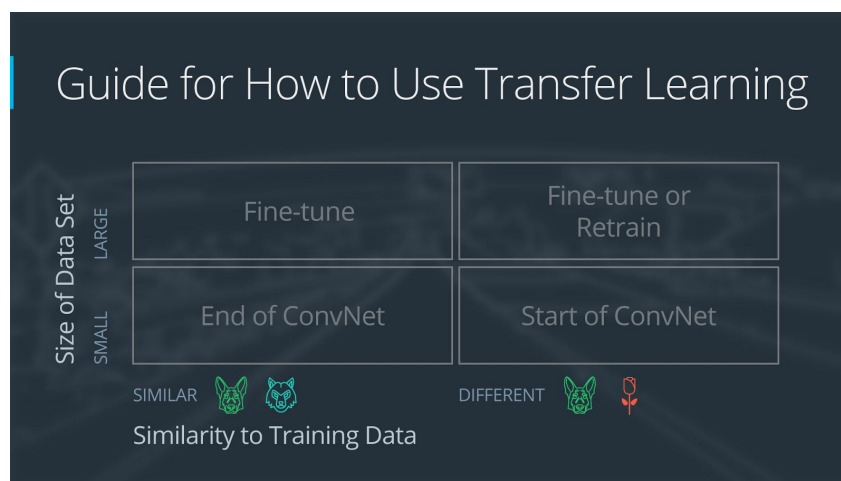 Guide for How to Use Transfer Learning
Size of Data Set
LARGE
SMALL
Fine-tune
Fine-tune or
Retrain
End of ConvNet
Start of ConvNet
SIMILAR
DIFFERENT
Similarity to Training Data